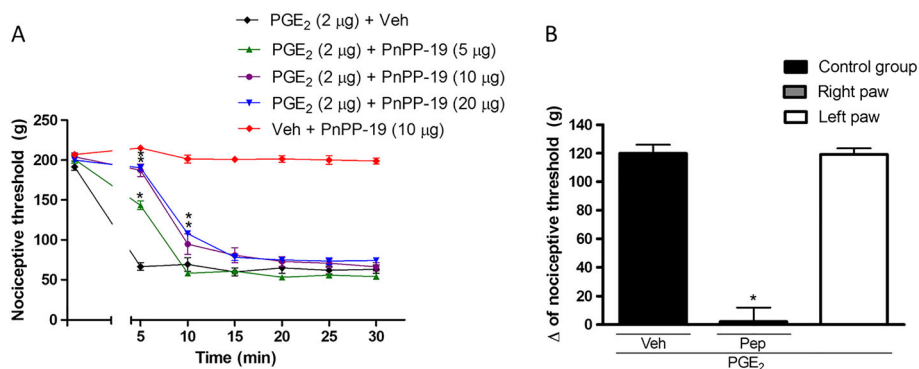 A
PGE₂ (2 μg) + Veh
PGE₂ (2 μg) + PnPP-19 (5 μg)
PGE₂ (2 μg) + PnPP-19 (10 μg)
PGE₂ (2 μg) + PnPP-19 (20 μg)
Veh + PnPP-19 (10 μg)
Nociceptive threshold (g)
250
200
150
100
50
0
*
*
*
*
*
5 10 15 20 25 30
Time (min)
B
Control group
Right paw
Left paw
Δ of nociceptive threshold (g)
140
120
100
80
60
40
20
0
*
Veh Pep
PGE₂